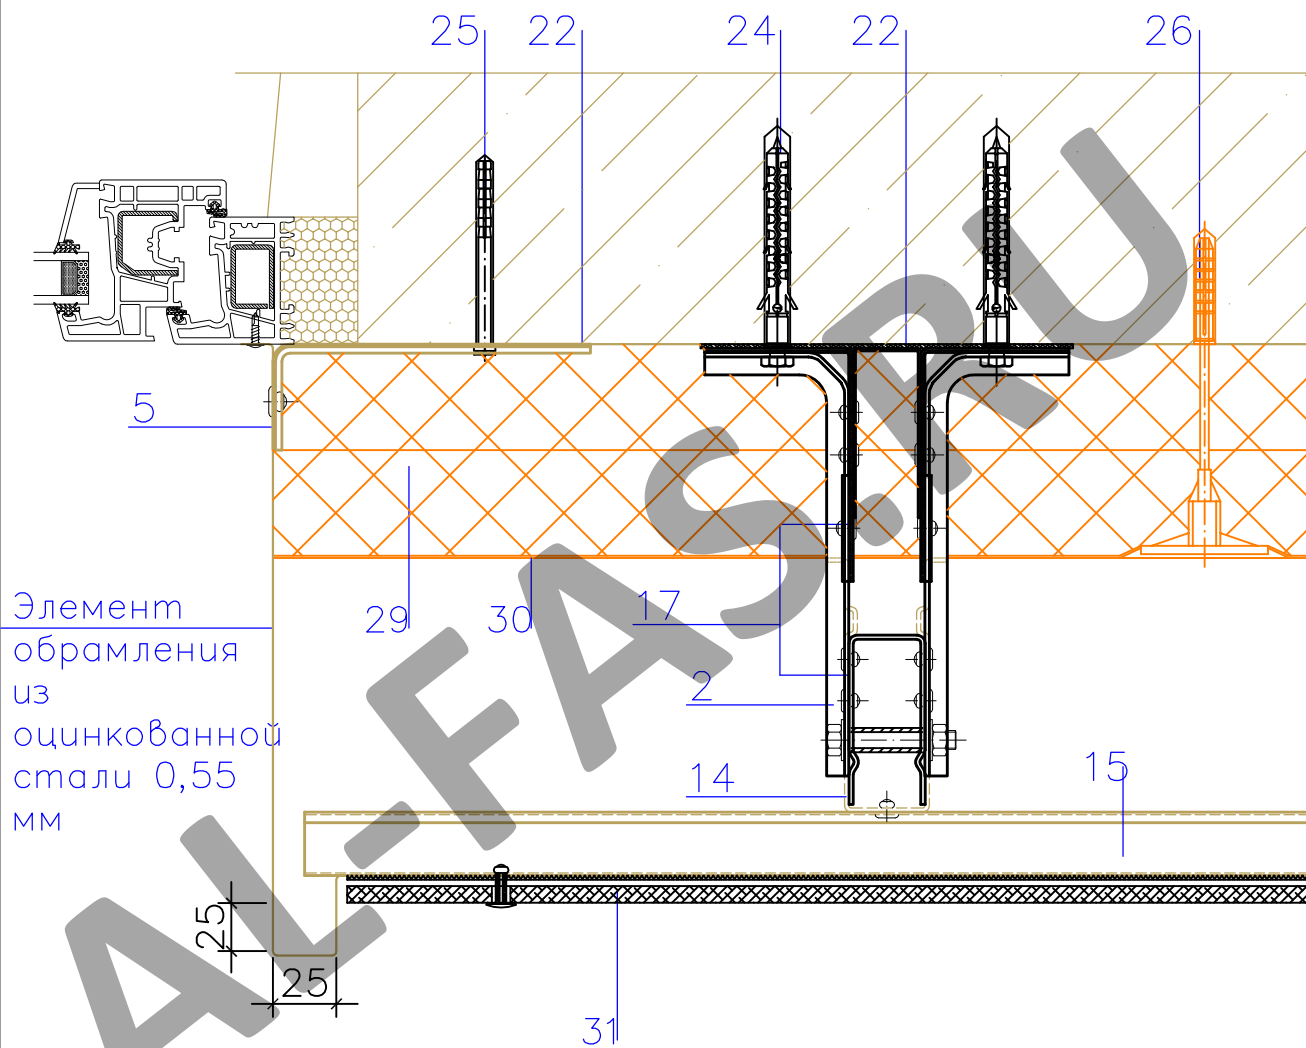 25 22 24 22 26
5
29 30 17
2
14 15
Элемент
обрамления
из
оцинкованной
стали 0,55
мм
25
25
31
AL-FAS.RU